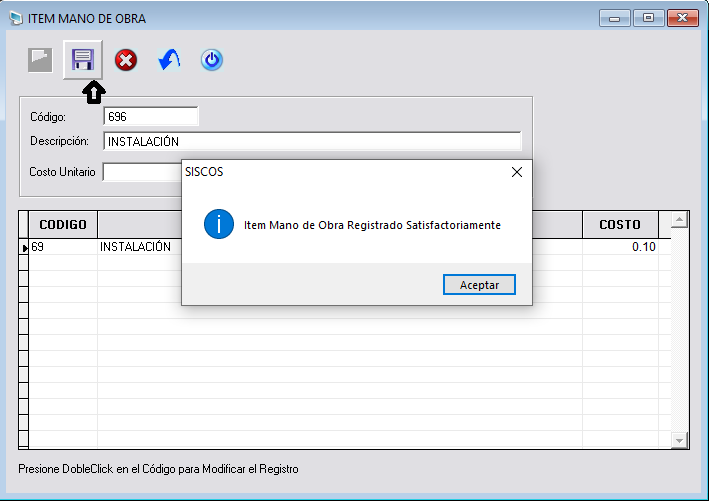 ITEM MANO DE OBRA
Código: 696
Descripción: INSTALACIÓN
Costo Unitario
SISCOS
Item Mano de Obra Registrado Satisfactoriamente
Aceptar
CODIGO COSTO
69 INSTALACIÓN 0.10
Presione DobleClick en el Código para Modificar el Registro